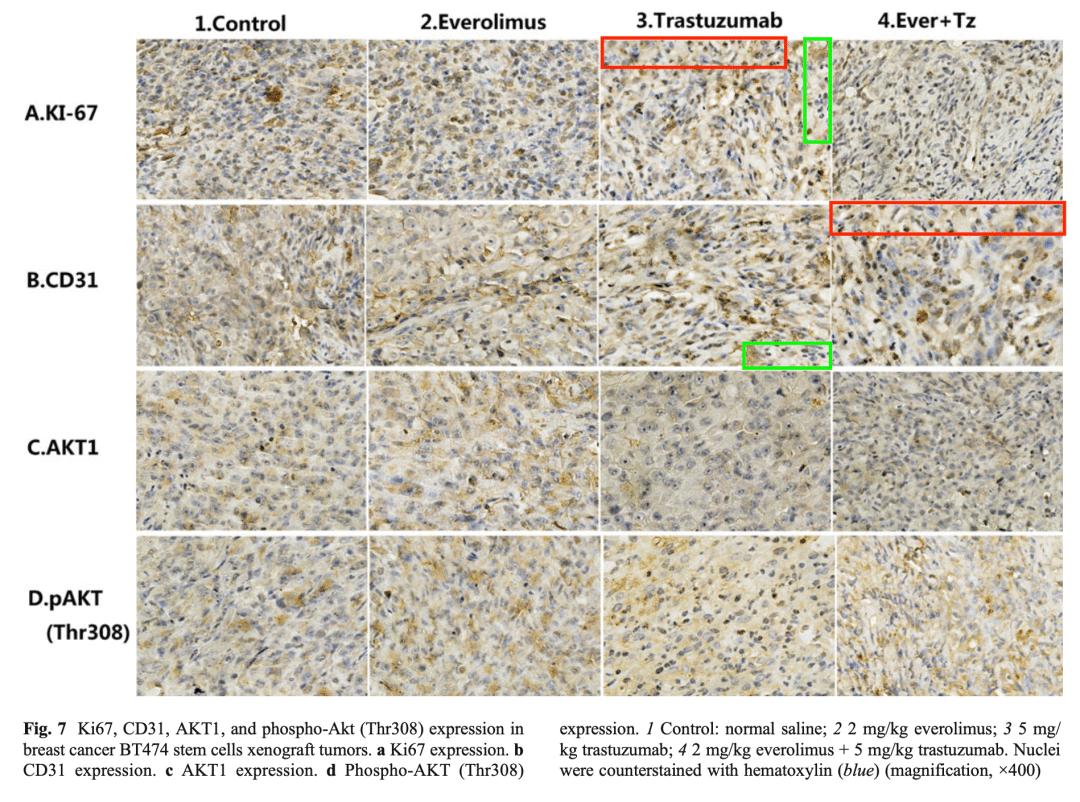 1.Control 2.Everolimus 3.Trastuzumab 4.Ever+Tz
A.KI-67
B.CD31
C.AKT1
D.pAKT
(Thr308)
Fig. 7 Ki67, CD31, AKT1, and phospho-Akt (Thr308) expression in
breast cancer BT474 stem cells xenograft tumors. a Ki67 expression. b
CD31 expression. c AKT1 expression. d Phospho-AKT (Thr308)
expression. 1 Control: normal saline; 2 2 mg/kg everolimus; 3 5 mg/
kg trastuzumab; 4 2 mg/kg everolimus + 5 mg/kg trastuzumab. Nuclei
were counterstained with hematoxylin (blue) (magnification, ×400)